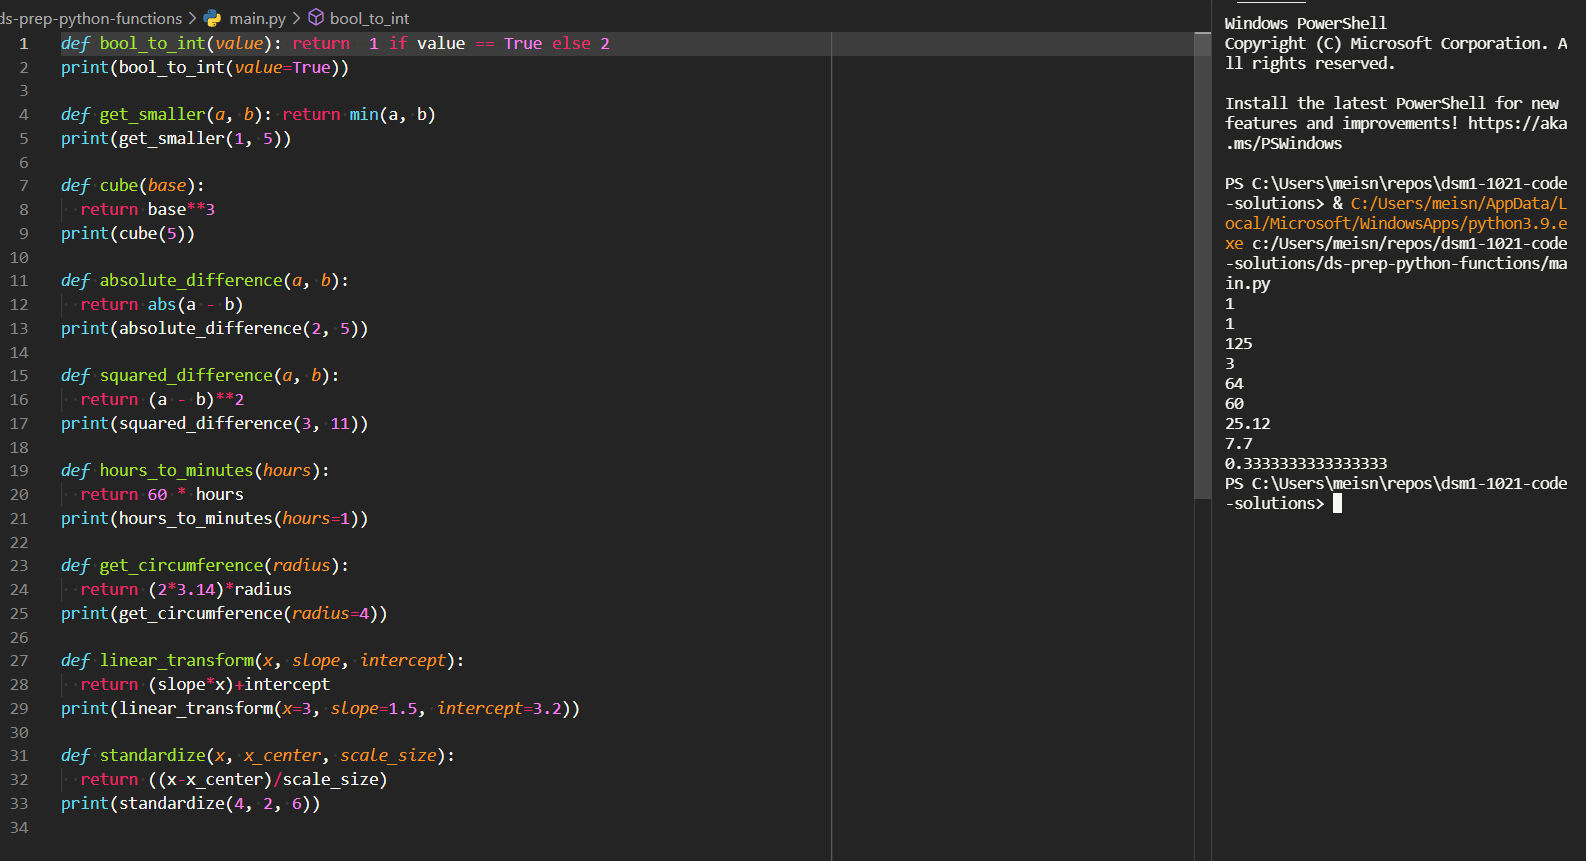 ds-prep-python-functions > main.py > bool_to_int
1 def bool_to_int(value): return  1 if value == True else 2
2 print(bool_to_int(value=True))
3
4 def get_smaller(a, b): return min(a, b)
5 print(get_smaller(1, 5))
6
7 def cube(base):
8   return base**3
9 print(cube(5))
10
11 def absolute_difference(a, b):
12   return abs(a - b)
13 print(absolute_difference(2, 5))
14
15 def squared_difference(a, b):
16   return (a - b)**2
17 print(squared_difference(3, 11))
18
19 def hours_to_minutes(hours):
20   return 60 * hours
21 print(hours_to_minutes(hours=1))
22
23 def get_circumference(radius):
24   return (2*3.14)*radius
25 print(get_circumference(radius=4))
26
27 def linear_transform(x, slope, intercept):
28   return (slope*x)+intercept
29 print(linear_transform(x=3, slope=1.5, intercept=3.2))
30
31 def standardize(x, x_center, scale_size):
32   return ((x-x_center)/scale_size)
33 print(standardize(4, 2, 6))
34
Windows PowerShell
Copyright (C) Microsoft Corporation. A
ll rights reserved.
Install the latest PowerShell for new
features and improvements! https://aka
.ms/PSWindows
PS C:\Users\meisn\repos\dsm1-1021-code
-solutions> & C:/Users/meisn/AppData/L
ocal/Microsoft/WindowsApps/python3.9.e
xe c:/Users/meisn/repos/dsm1-1021-code
-solutions/ds-prep-python-functions/ma
in.py
1
1
125
3
64
60
25.12
7.7
0.3333333333333333
PS C:\Users\meisn\repos\dsm1-1021-code
-solutions>